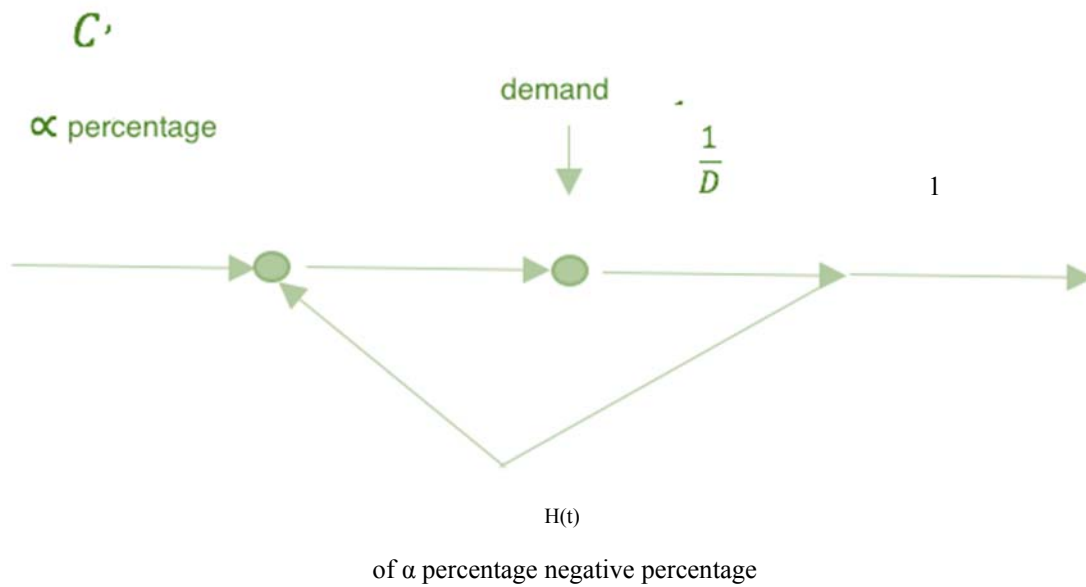 C'
demand
∝ percentage
1
D
1
H(t)
of α percentage negative percentage